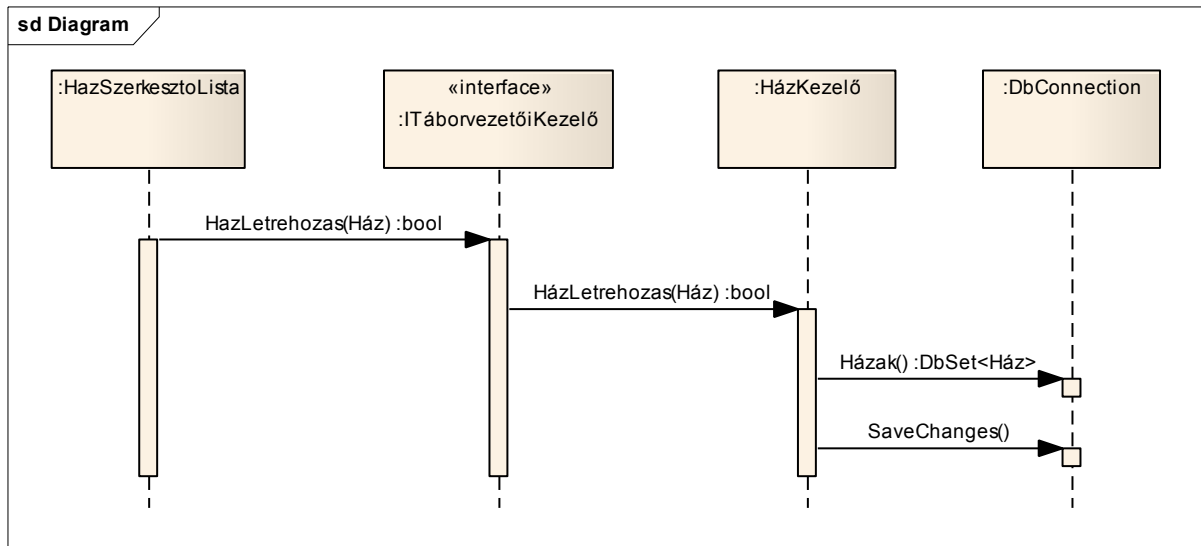 sd Diagram
:HazSzerkesztoLista
«interface»
:ITáborvezetőiKezelő
:HázKezelő
:DbConnection
HazLetrehozas(Ház) :bool
HázLetrehozas(Ház) :bool
Házak() :DbSet<Ház>
SaveChanges()